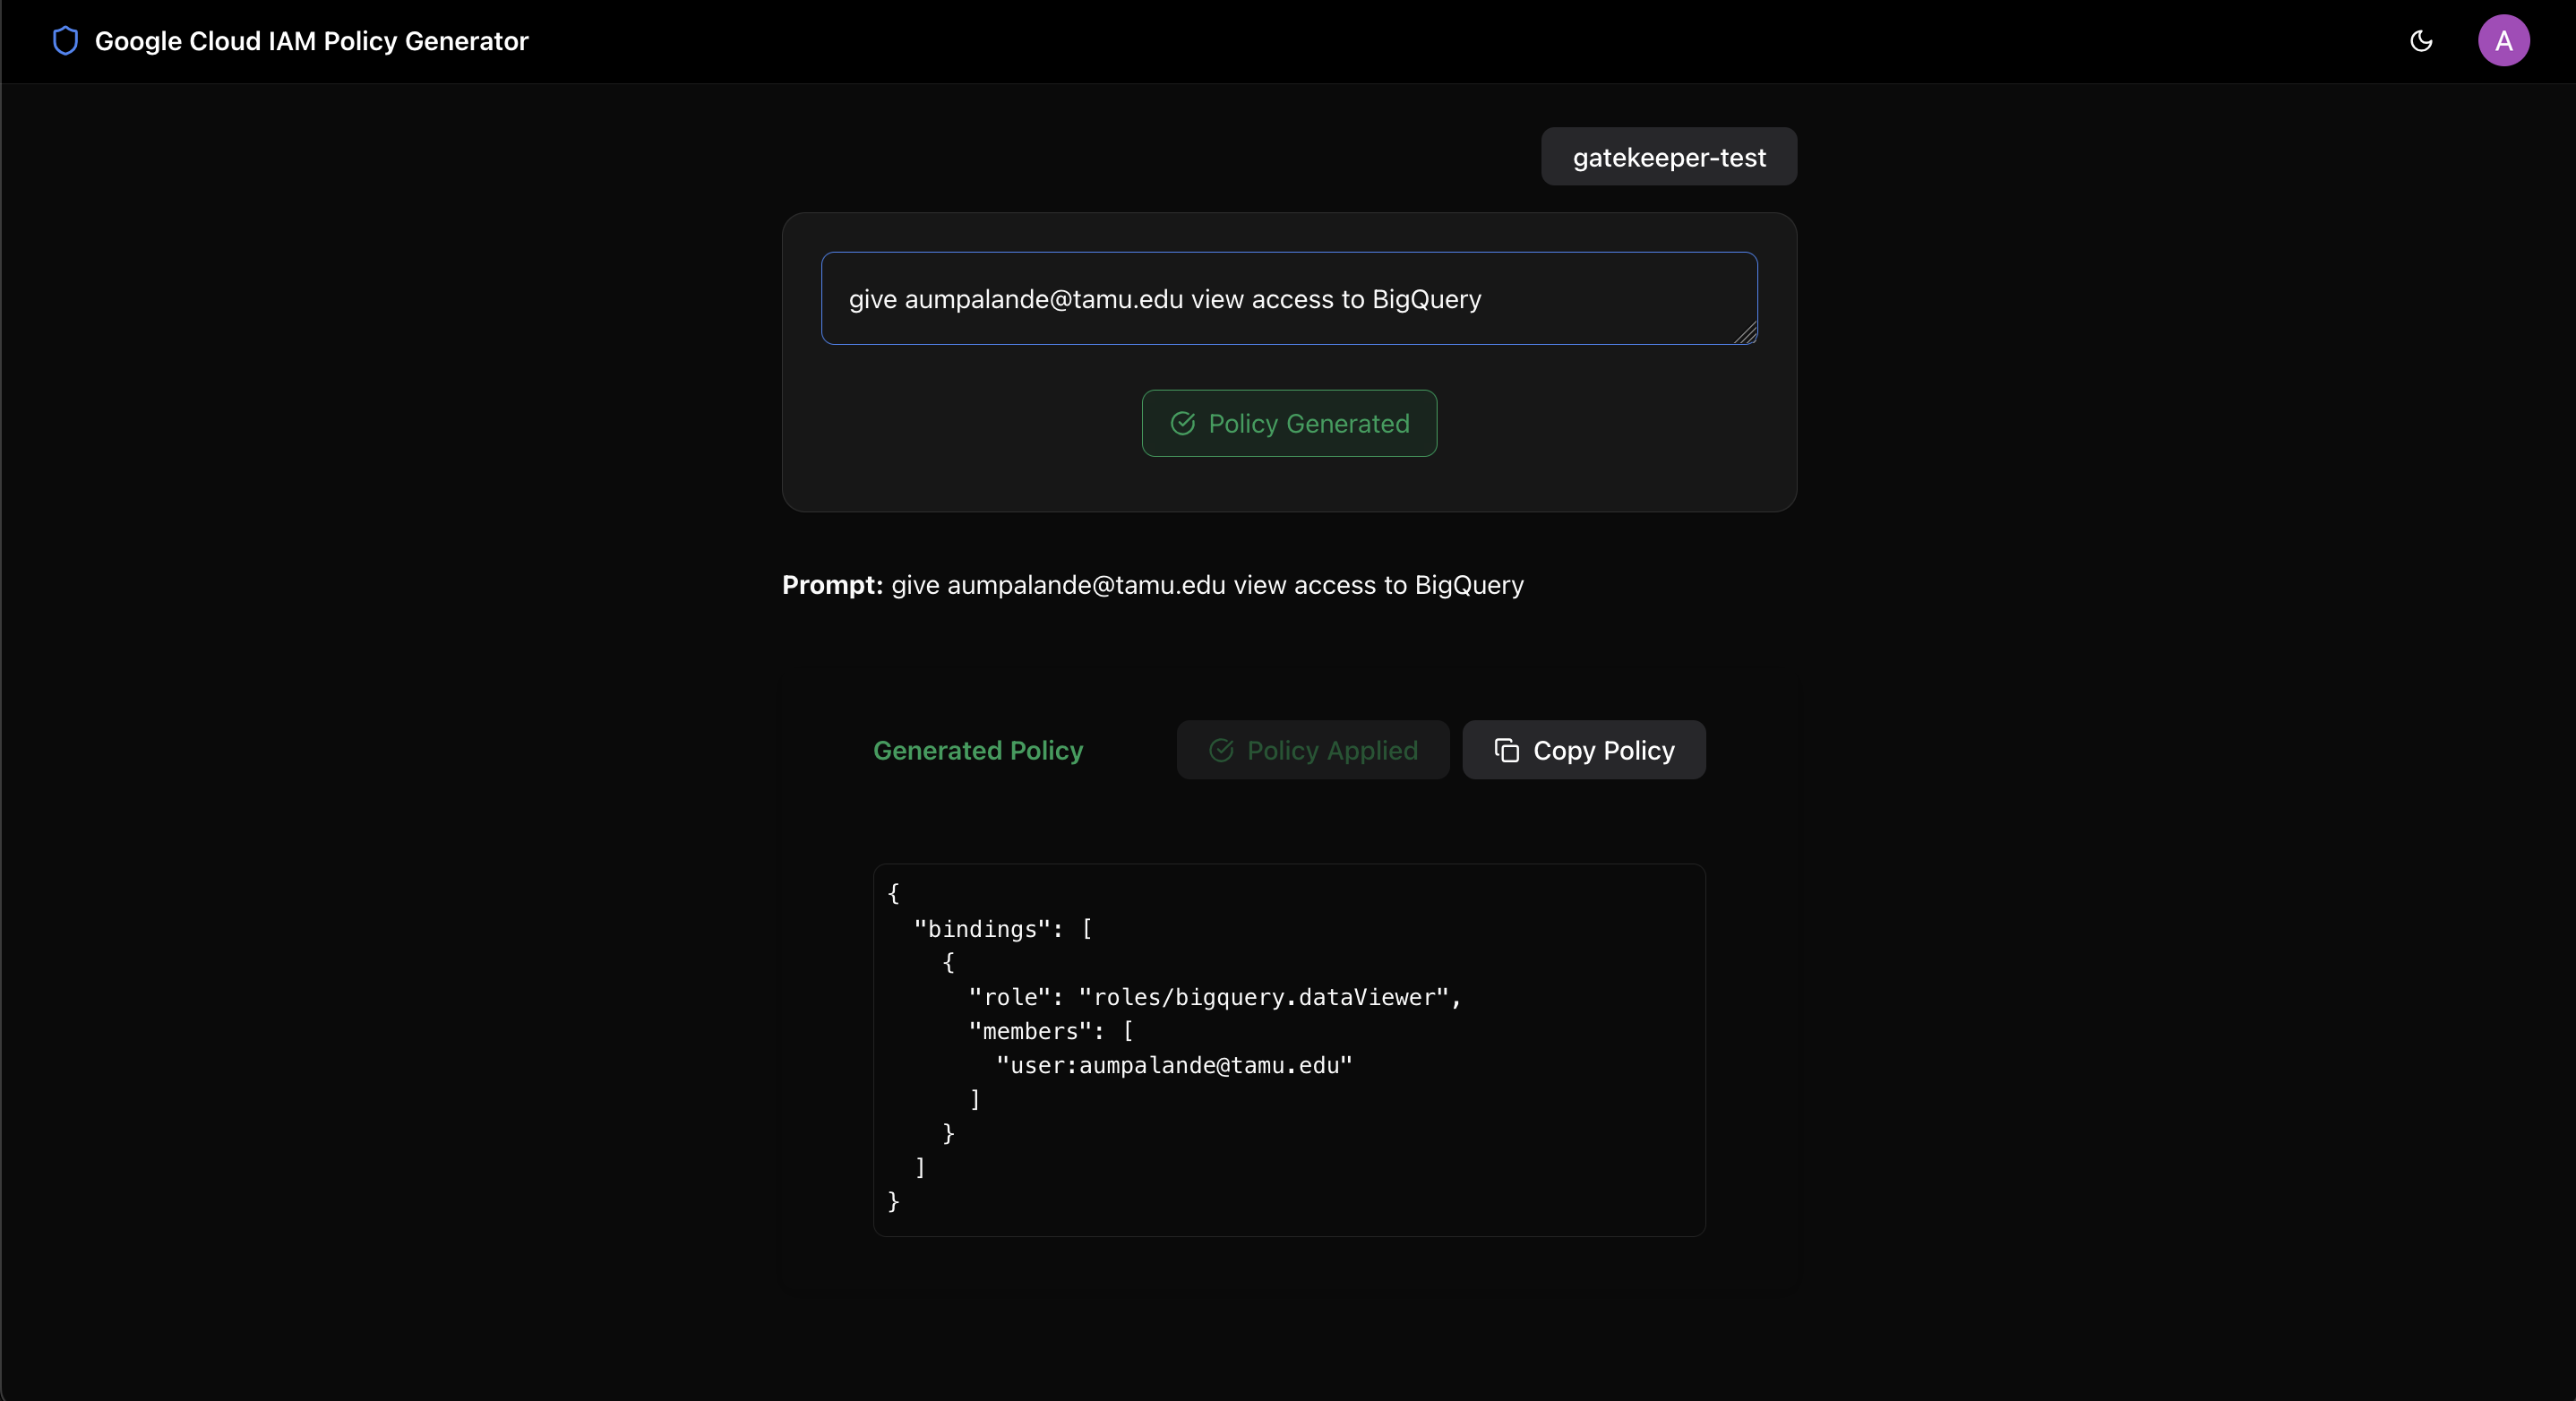 Google Cloud IAM Policy Generator
A
gatekeeper-test
give aumpalande@tamu.edu view access to BigQuery
Policy Generated
Prompt: give aumpalande@tamu.edu view access to BigQuery
Generated Policy
Policy Applied
Copy Policy
{
  "bindings": [
    {
      "role": "roles/bigquery.dataViewer",
      "members": [
        "user:aumpalande@tamu.edu"
      ]
    }
  ]
}